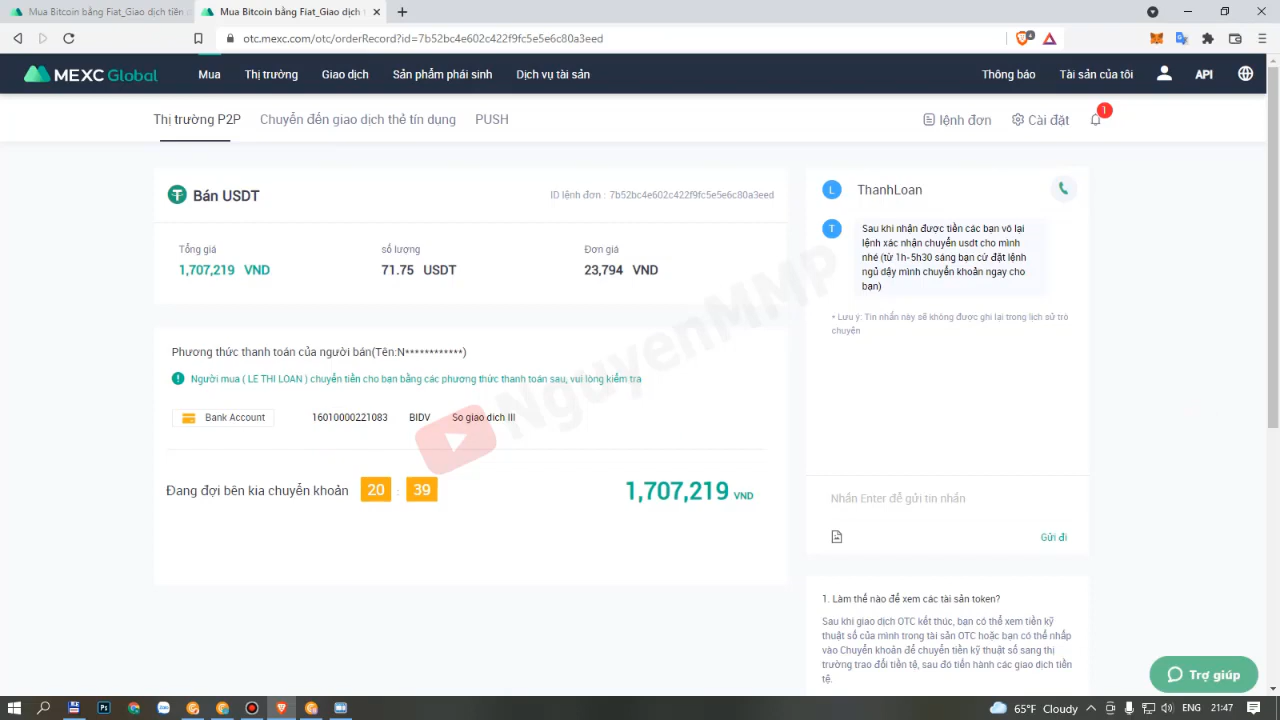 Mua Bitcoin bằng Fiat_Giao dịch tiền
Mua Bitcoin bằng Fiat_Giao dịch
otc.mexc.com/otc/orderRecord?id=7b52bc4e602c422f9fc5e5e6c80a3eed
MEXC Global Mua Thị trường Giao dịch Sản phẩm phái sinh Dịch vụ tài sản Thông báo Tài sản của tôi API
Thị trường P2P Chuyển đến giao dịch thẻ tín dụng PUSH lệnh đơn Cài đặt 1
Bán USDT ID lệnh đơn : 7b52bc4e602c422f9fc5e5e6c80a3eed
Tổng giá số lượng Đơn giá
1,707,219 VND 71.75 USDT 23,794 VND
Phương thức thanh toán của người bán(Tên:N************)
Người mua ( LE THI LOAN ) chuyển tiền cho bạn bằng các phương thức thanh toán sau, vui lòng kiểm tra
Bank Account 16010000221083 BIDV So giao dich III
Đang đợi bên kia chuyển khoản 20 : 39 1,707,219 VND
NguyenMMP
L ThanhLoan
T Sau khi nhận được tiền các bạn vô lại
lệnh xác nhận chuyển usdt cho mình
nhé (từ 1h-5h30 sáng bạn cứ đặt lệnh
ngủ dậy mình chuyển khoản ngay cho
bạn)
* Lưu ý: Tin nhắn này sẽ không được ghi lại trong lịch sử trò
chuyện
Nhấn Enter để gửi tin nhắn
Gửi đi
1. Làm thế nào để xem các tài sản token?
Sau khi giao dịch OTC kết thúc, bạn có thể xem tiền kỹ
thuật số của mình trong tài sản OTC hoặc bạn có thể nhấp
vào Chuyển khoản để chuyển tiền kỹ thuật số sang thị
trường trao đổi tiền tệ, sau đó tiến hành các giao dịch tiền
tệ.
Trợ giúp
65°F Cloudy ENG 21:47